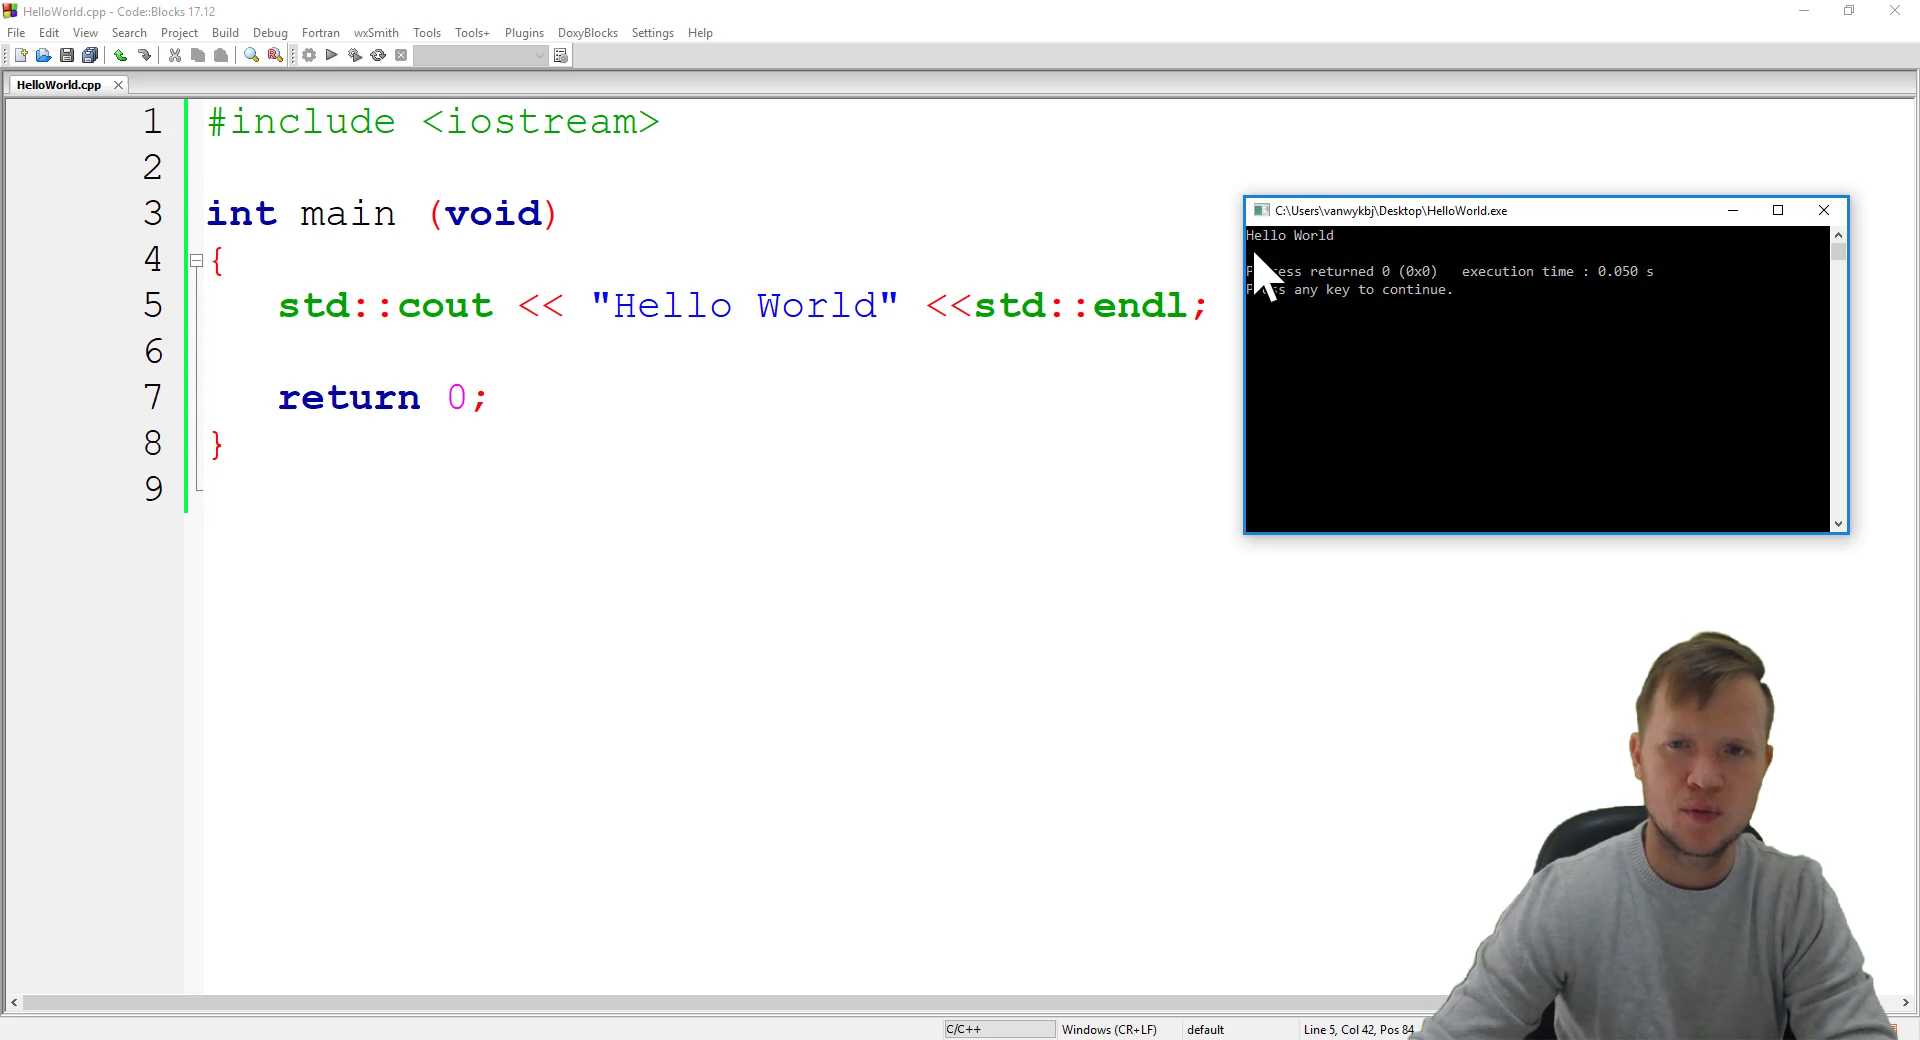 HelloWorld.cpp - Code::Blocks 17.12
File Edit View Search Project Build Debug Fortran wxSmith Tools Tools+ Plugins DoxyBlocks Settings Help
HelloWorld.cpp
1 #include <iostream>
2
3 int main (void)
4 {
5 std::cout << "Hello World" <<std::endl;
6
7 return 0;
8 }
9
C:\Users\vanwykbj\Desktop\HelloWorld.exe
Hello World
Process returned 0 (0x0) execution time : 0.050 s
Press any key to continue.
C/C++ Windows (CR+LF) default Line 5, Col 42, Pos 84